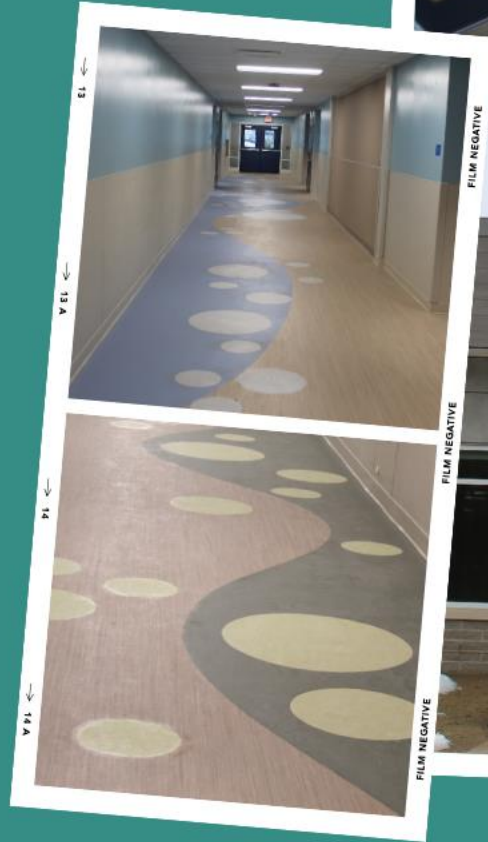 → 13
→ 13 A
→ 14
→ 14 A
FILM NEGATIVE
FILM NEGATIVE
FILM NEGATIVE